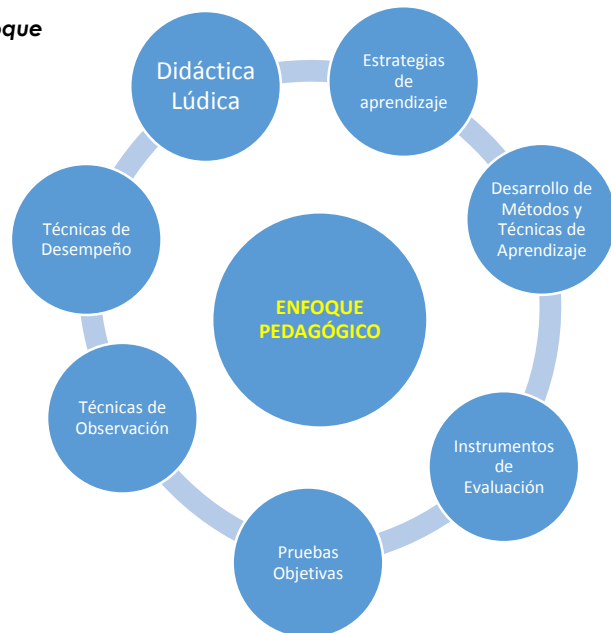 oque
Didáctica
Lúdica
Estrategias
de
aprendizaje
Desarrollo de
Métodos y
Técnicas de
Aprendizaje
Técnicas de
Desempeño
ENFOQUE
PEDAGÓGICO
Técnicas de
Observación
Instrumentos
de
Evaluación
Pruebas
Objetivas